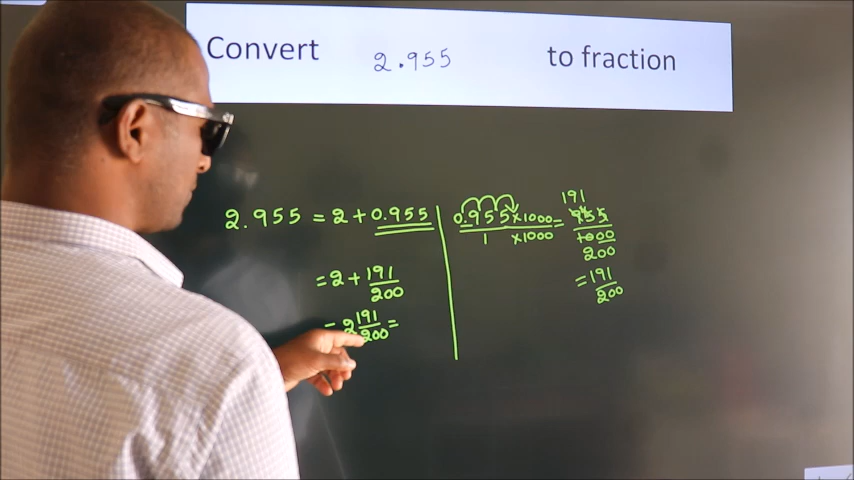 Convert 2.955 to fraction
2.955 = 2 + 0.955
= 2 + 191/200
= 2 191/200 =
0.955 × 1000 / 1 × 1000 = 955/1000
191
200
= 191/200